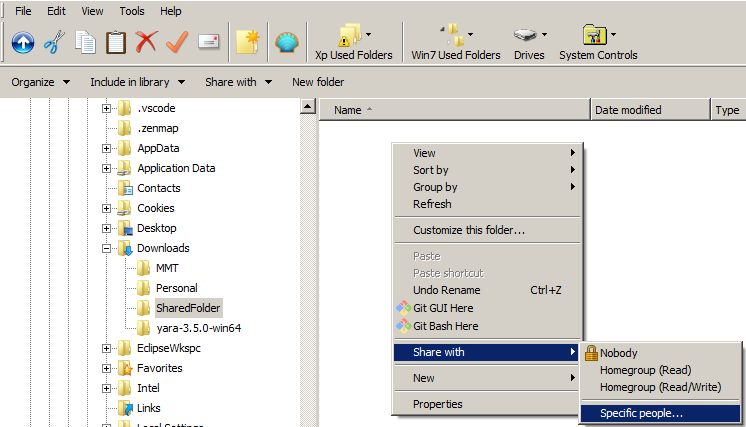 File Edit View Tools Help
Xp Used Folders
Win7 Used Folders
Drives
System Controls
Organize
Include in library
Share with
New folder
.vscode
.zenmap
AppData
Application Data
Contacts
Cookies
Desktop
Downloads
MMT
Personal
SharedFolder
yara-3.5.0-win64
EclipseWkspc
Favorites
Intel
Links
Local Settings
Name
Date modified
Type
View
Sort by
Group by
Refresh
Customize this folder...
Paste
Paste shortcut
Undo Rename Ctrl+Z
Git GUI Here
Git Bash Here
Share with
New
Properties
Nobody
Homegroup (Read)
Homegroup (Read/Write)
Specific people...